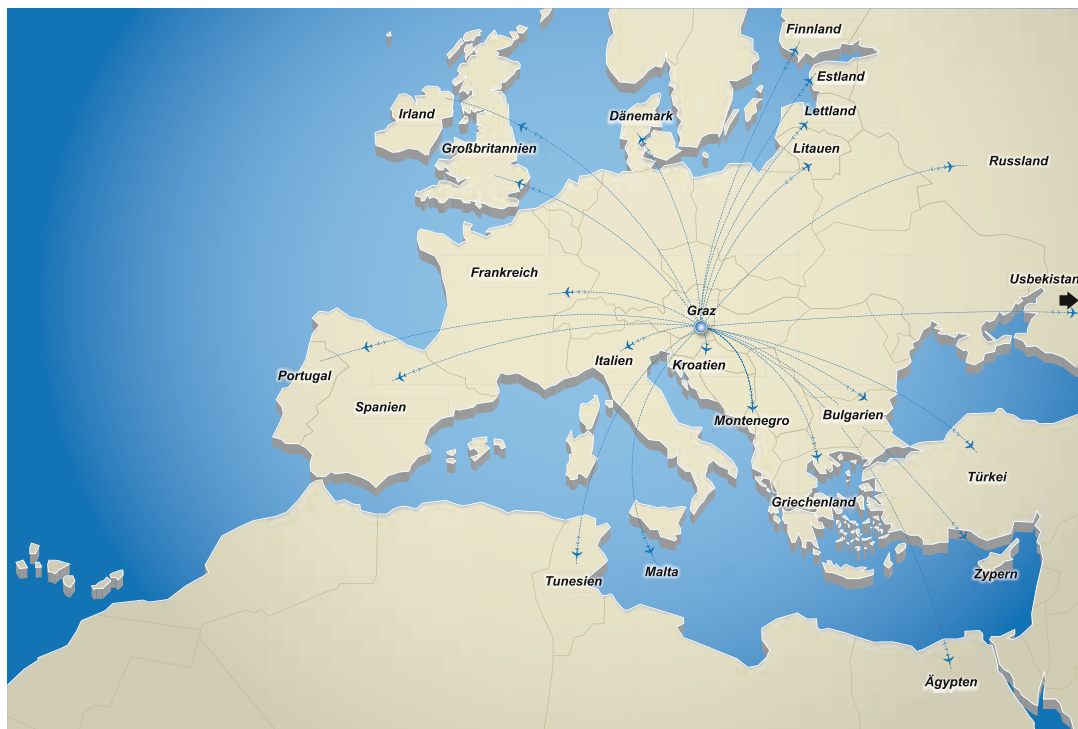 Finnland
Estland
Irland
Dänemark
Lettland
Großbritannien
Litauen
Russland
Frankreich
Usbekistan
Graz
Italien
Kroatien
Portugal
Spanien
Montenegro
Bulgarien
Türkei
Griechenland
Tunesien
Malta
Zypern
Ägypten